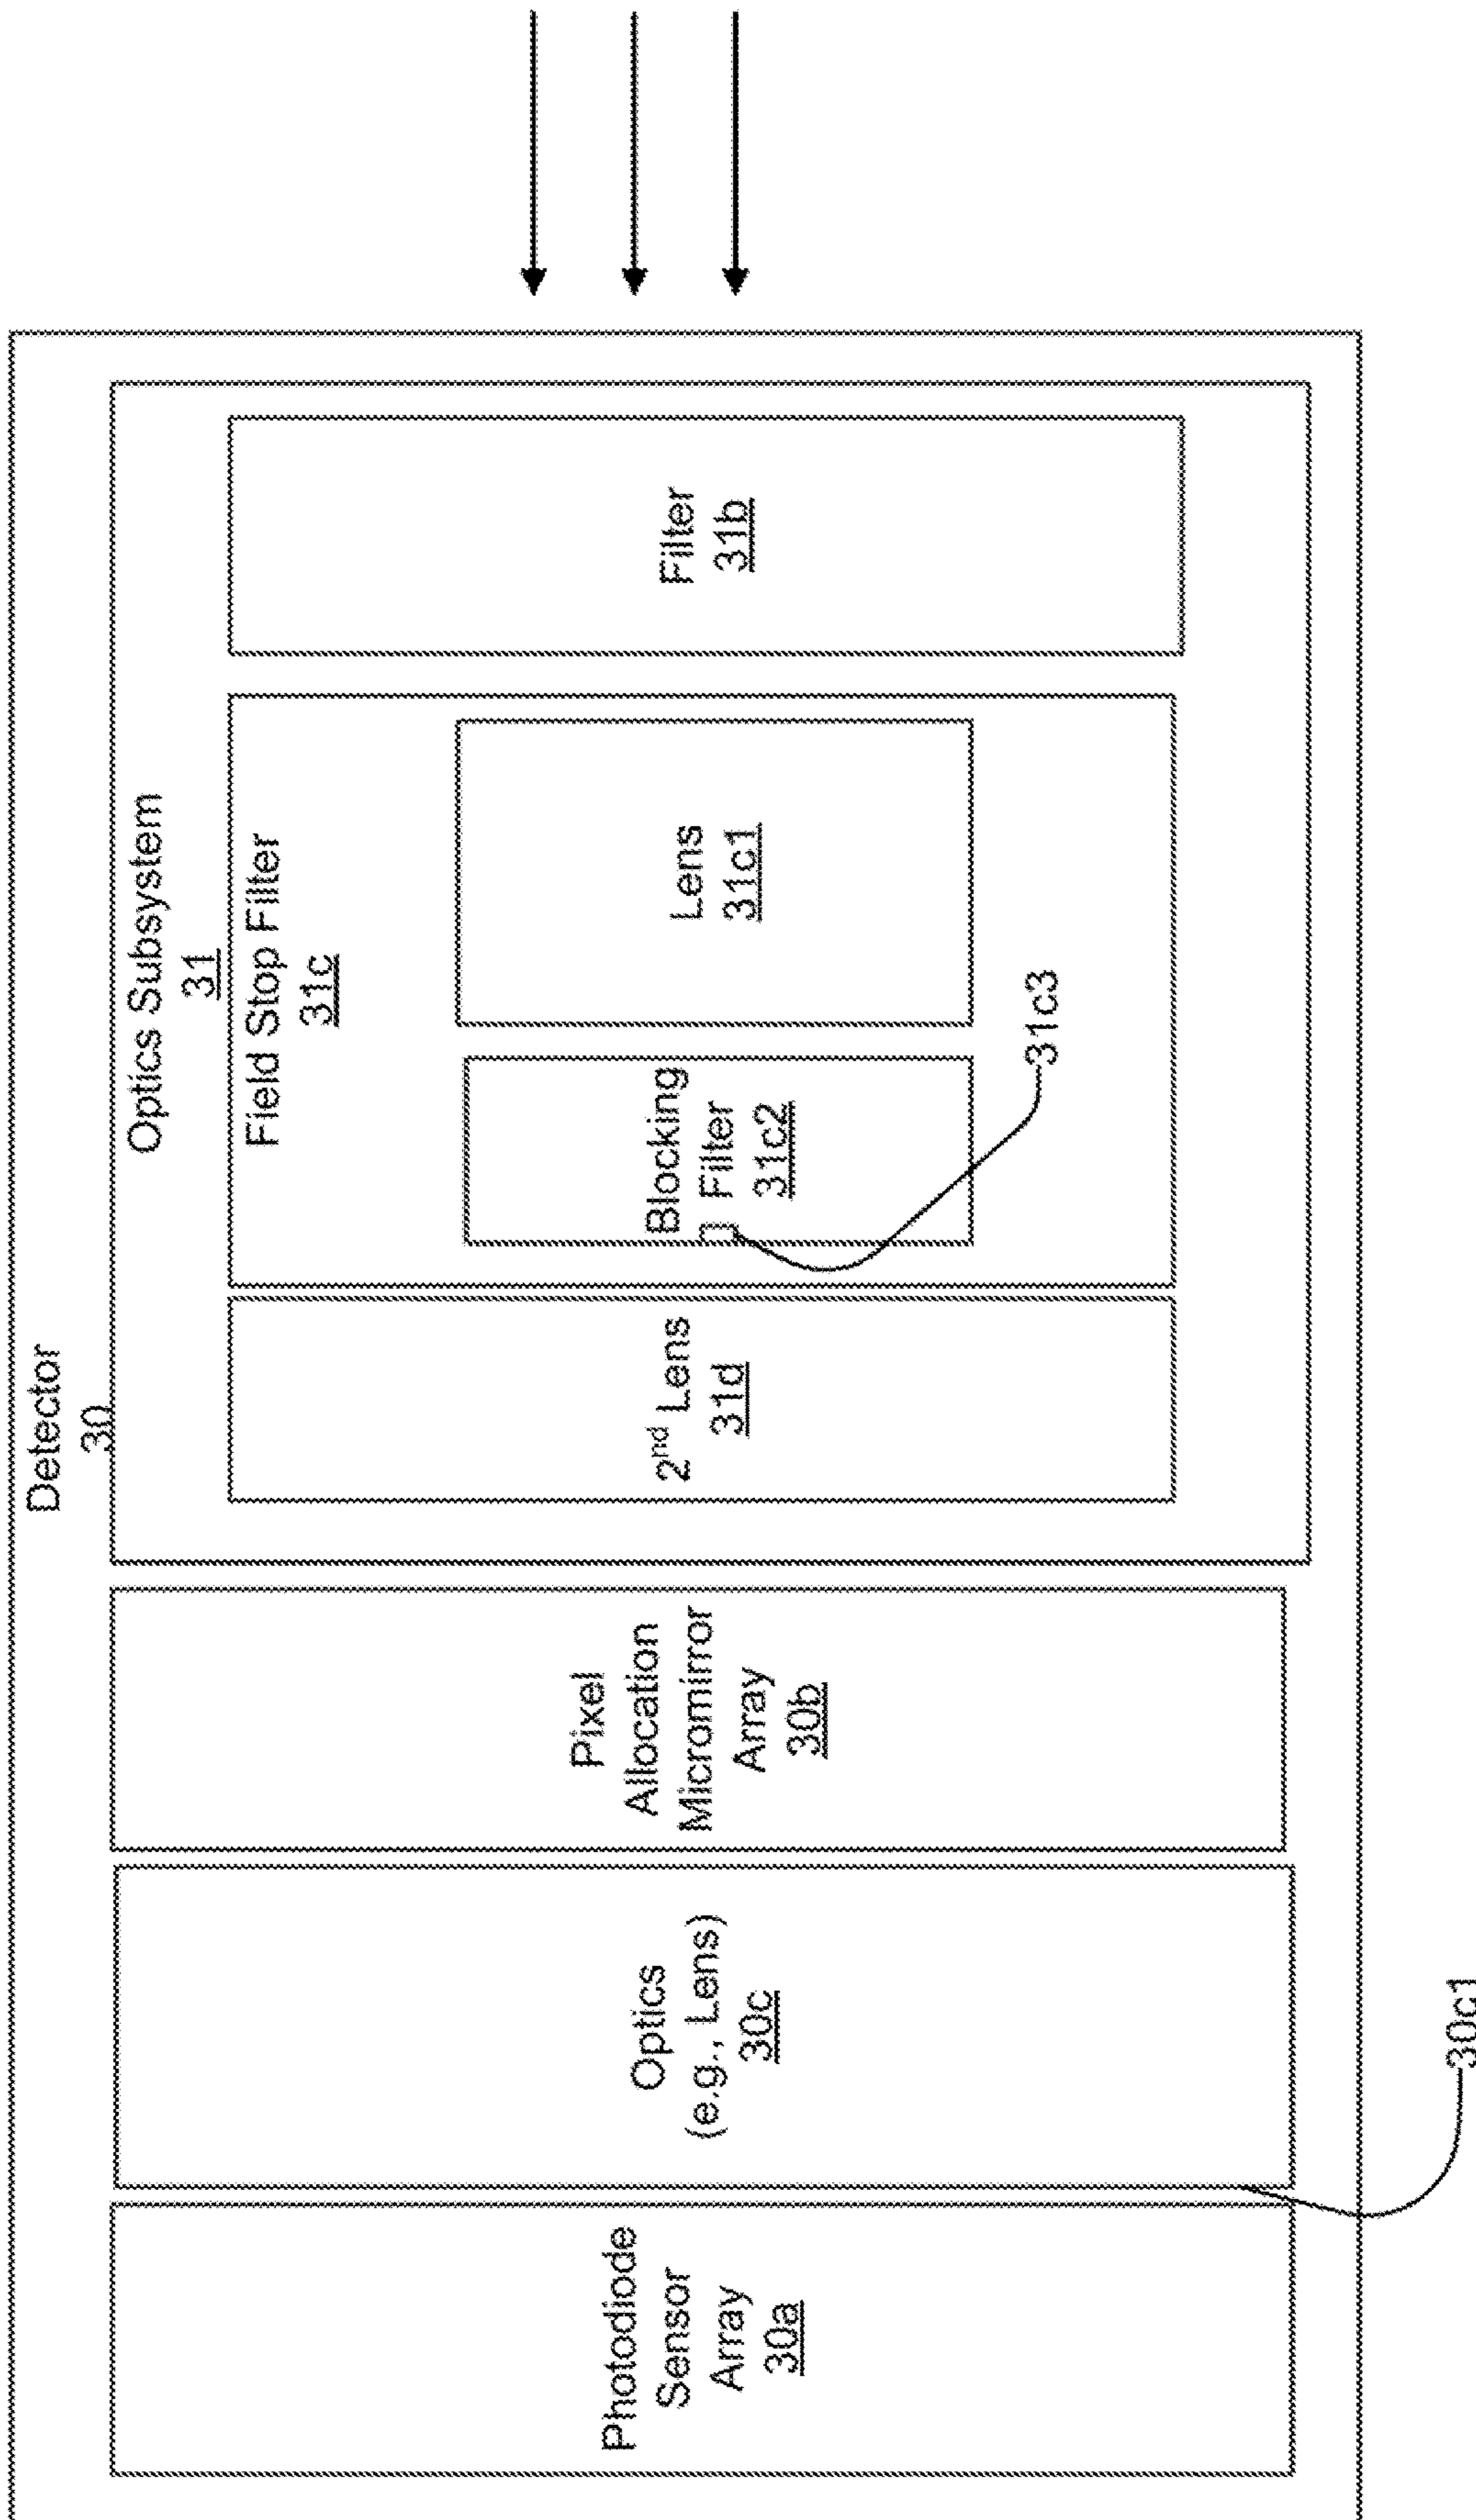 Detector
30
Optics Subsystem
31
Field Stop Filter
31c
Photodiode
Sensor
Array
30a
Optics
(e.g., Lens)
30c
Pixel
Allocation
Micromirror
Array
30b
2nd Lens
31d
Blocking
Filter
31c2
Lens
31c1
Filter
31b
31c3
30c1